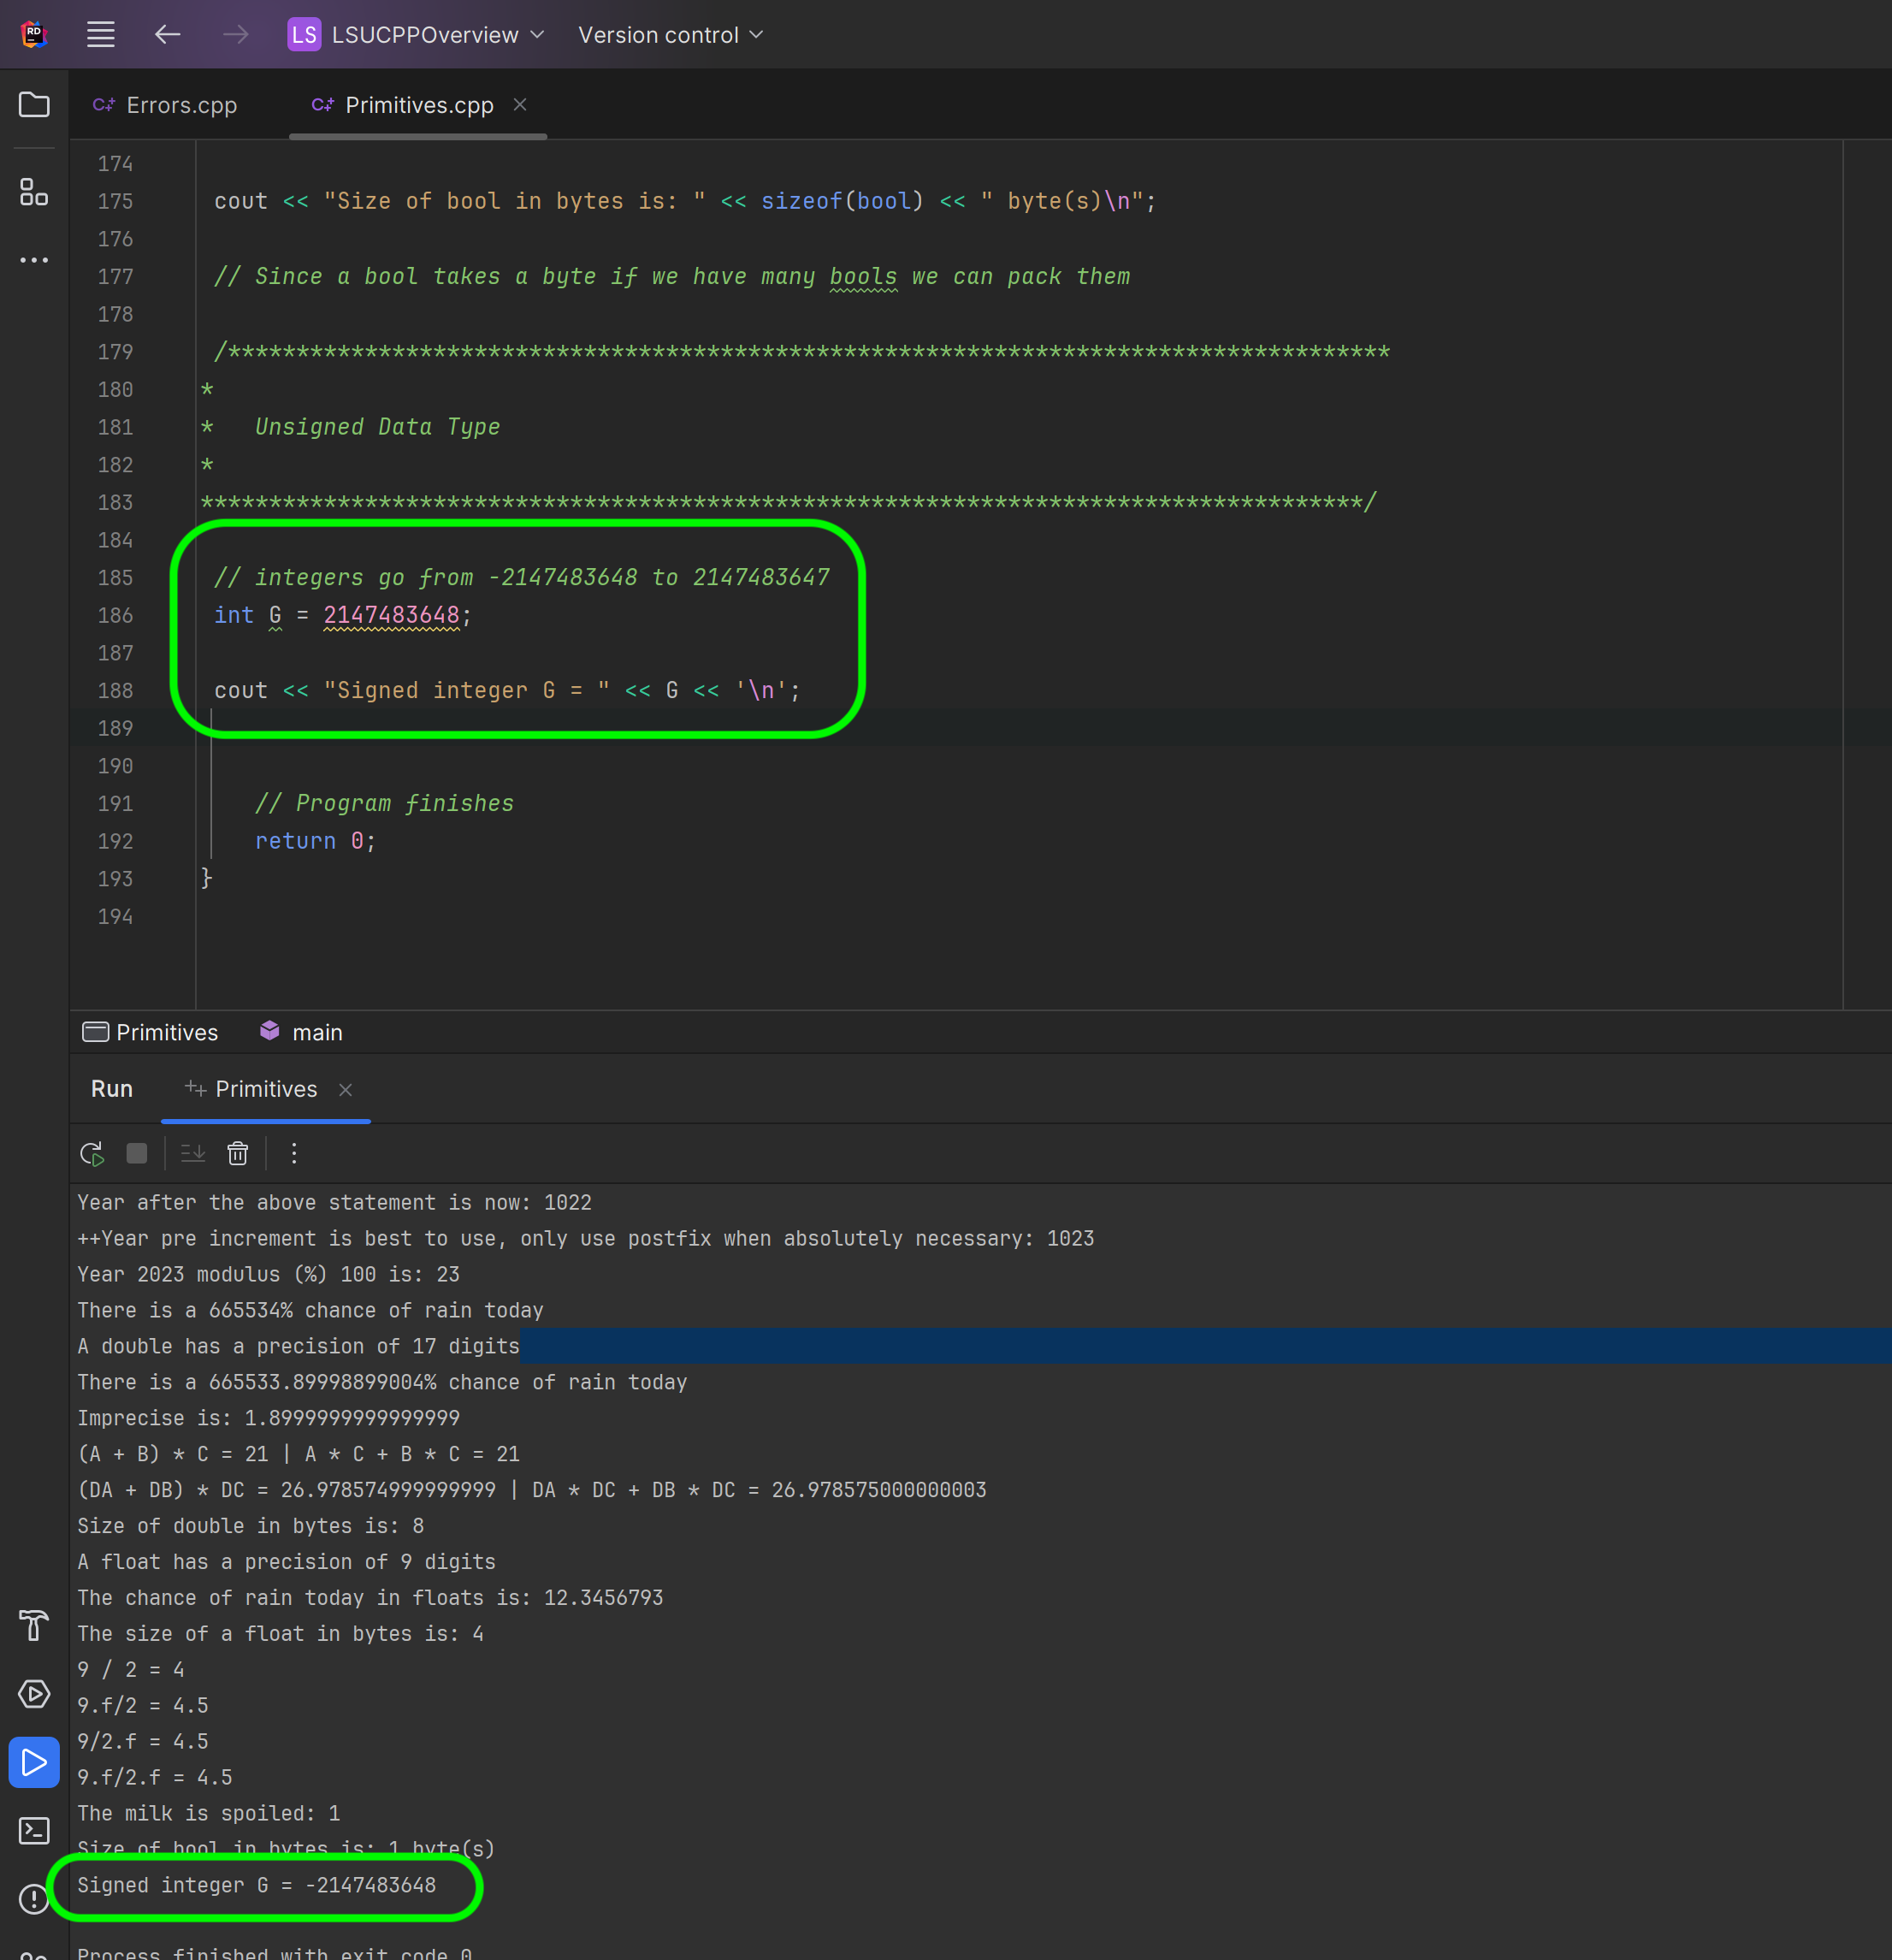 RD
LS LSUCPPOverview Version control
C++ Errors.cpp C++ Primitives.cpp
174
175 cout << "Size of bool in bytes is: " << sizeof(bool) << " byte(s)\n";
176
177 // Since a bool takes a byte if we have many bools we can pack them
178
179 /*************************************************************************************
180 *
181 *   Unsigned Data Type
182 *
183 *************************************************************************************/
184
185 // integers go from -2147483648 to 2147483647
186 int G = 2147483648;
187
188 cout << "Signed integer G = " << G << '\n';
189
190
191 // Program finishes
192 return 0;
193 }
194
Primitives main
Run Primitives
Year after the above statement is now: 1022
++Year pre increment is best to use, only use postfix when absolutely necessary: 1023
Year 2023 modulus (%) 100 is: 23
There is a 665534% chance of rain today
A double has a precision of 17 digits
There is a 665533.89998899004% chance of rain today
Imprecise is: 1.8999999999999999
(A + B) * C = 21 | A * C + B * C = 21
(DA + DB) * DC = 26.978574999999999 | DA * DC + DB * DC = 26.978575000000003
Size of double in bytes is: 8
A float has a precision of 9 digits
The chance of rain today in floats is: 12.3456793
The size of a float in bytes is: 4
9 / 2 = 4
9.f/2 = 4.5
9/2.f = 4.5
9.f/2.f = 4.5
The milk is spoiled: 1
Size of bool in bytes is: 1 byte(s)
Signed integer G = -2147483648
Process finished with exit code 0